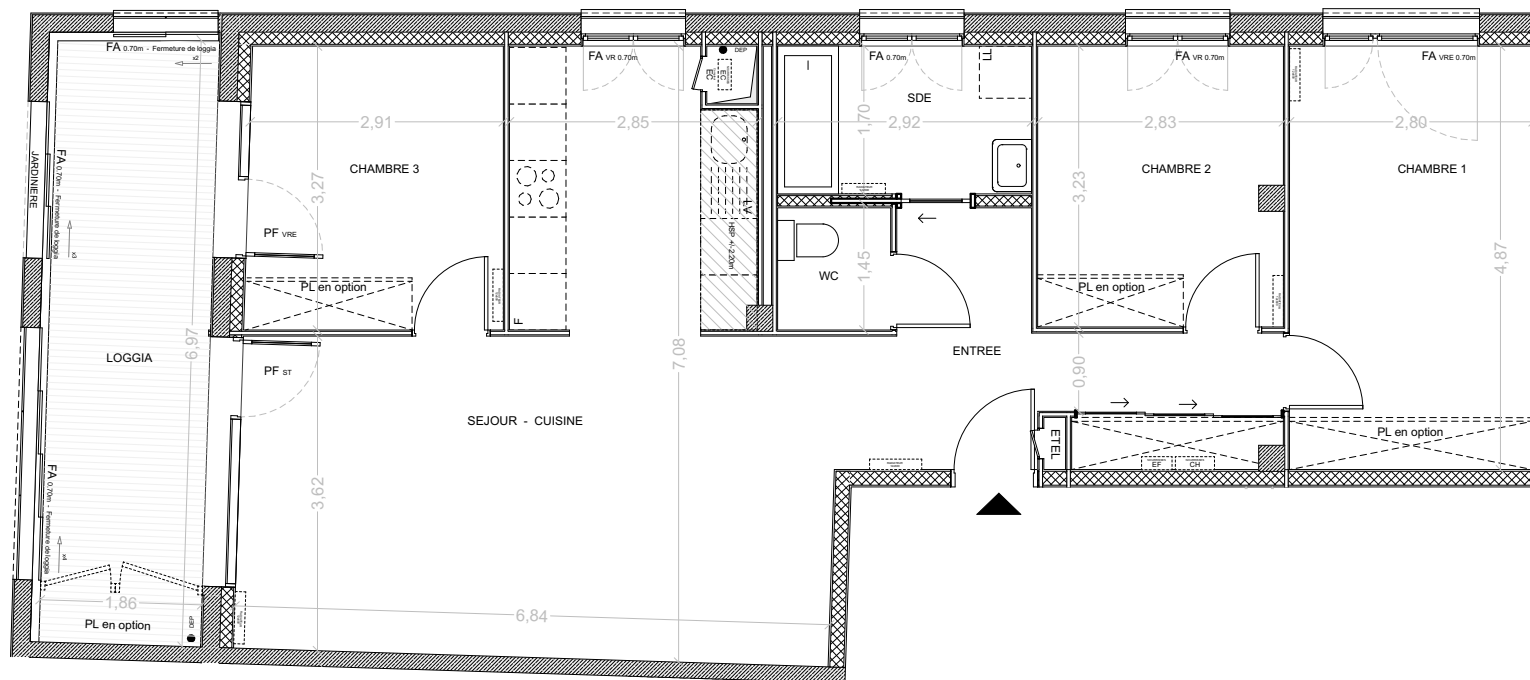 FA 0.70m - Fermeture de loggia
x2
FA VR 0.70m
DEP
EC
EC
FA 0.70m
LL
SDE
FA VR 0.70m
FA VRE 0.70m
2,91
2,85
1,70
2,92
2,83
2,80
JARDINIERE
FA 0.70m - Fermeture de loggia
x3
CHAMBRE 3
3,27
LV
CHAMBRE 2
3,23
CHAMBRE 1
PF VRE
HSP +/-2.20m
WC
1,45
4,87
PL en option
F
PL en option
LOGGIA
6,97
PF ST
7,08
ENTREE
0,90
SEJOUR - CUISINE
PL en option
ETEL
EF
CH
FA 0.70m - Fermeture de loggia
x4
3,62
1,86
6,84
PL en option
DEP